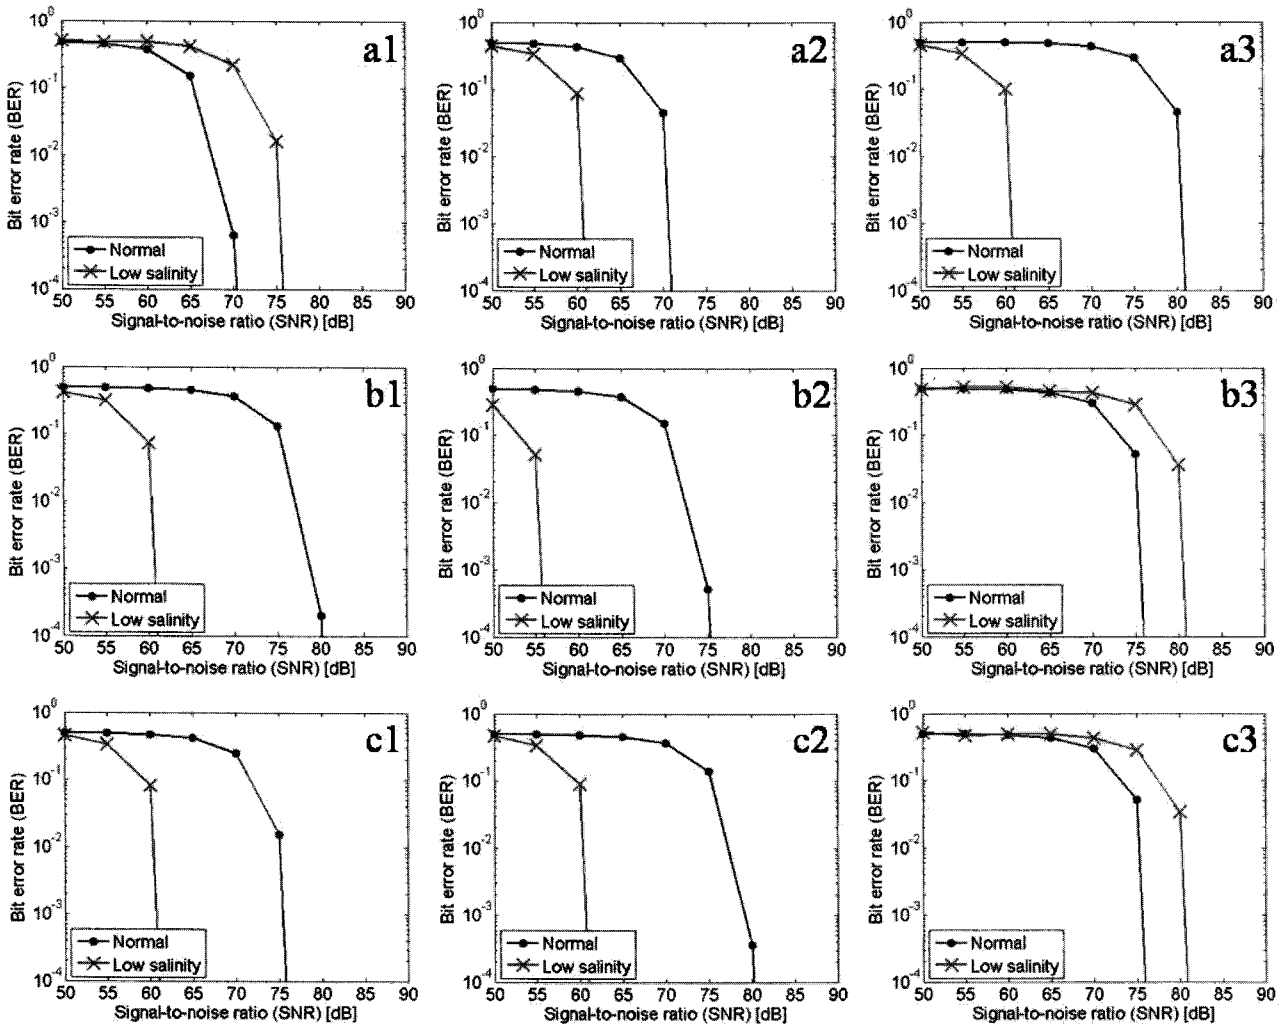 a1
10^0
10^-1
10^-2
10^-3
10^-4
Bit error rate (BER)
Normal
Low salinity
50 55 60 65 70 75 80 85 90
Signal-to-noise ratio (SNR) [dB]
a2
10^0
10^-1
10^-2
10^-3
10^-4
Bit error rate (BER)
Normal
Low salinity
50 55 60 65 70 75 80 85 90
Signal-to-noise ratio (SNR) [dB]
a3
10^0
10^-1
10^-2
10^-3
10^-4
Bit error rate (BER)
Normal
Low salinity
50 55 60 65 70 75 80 85 90
Signal-to-noise ratio (SNR) [dB]
b1
10^0
10^-1
10^-2
10^-3
10^-4
Bit error rate (BER)
Normal
Low salinity
50 55 60 65 70 75 80 85 90
Signal-to-noise ratio (SNR) [dB]
b2
10^0
10^-1
10^-2
10^-3
10^-4
Bit error rate (BER)
Normal
Low salinity
50 55 60 65 70 75 80 85 90
Signal-to-noise ratio (SNR) [dB]
b3
10^0
10^-1
10^-2
10^-3
10^-4
Bit error rate (BER)
Normal
Low salinity
50 55 60 65 70 75 80 85 90
Signal-to-noise ratio (SNR) [dB]
c1
10^0
10^-1
10^-2
10^-3
10^-4
Bit error rate (BER)
Normal
Low salinity
50 55 60 65 70 75 80 85 90
Signal-to-noise ratio (SNR) [dB]
c2
10^0
10^-1
10^-2
10^-3
10^-4
Bit error rate (BER)
Normal
Low salinity
50 55 60 65 70 75 80 85 90
Signal-to-noise ratio (SNR) [dB]
c3
10^0
10^-1
10^-2
10^-3
10^-4
Bit error rate (BER)
Normal
Low salinity
50 55 60 65 70 75 80 85 90
Signal-to-noise ratio (SNR) [dB]